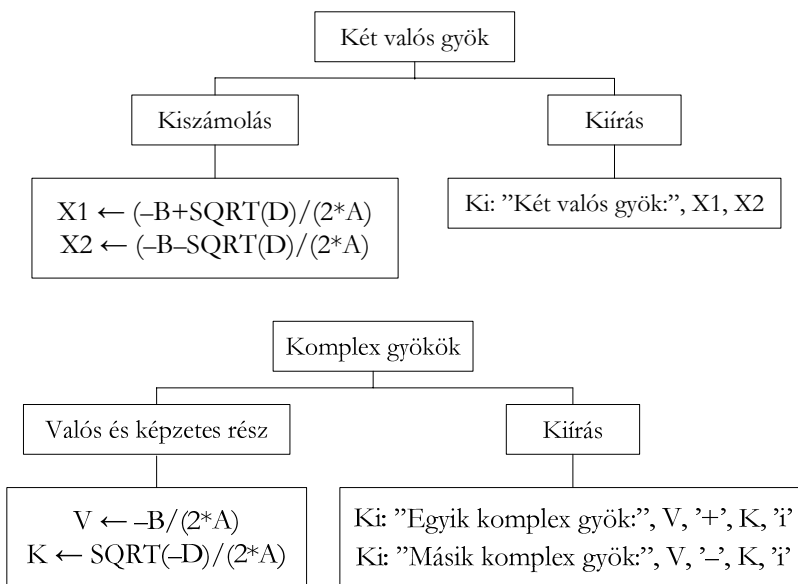 Két valós gyök
Kiszámolás
Kiírás
X1 ← (–B+SQRT(D)/(2*A)
X2 ← (–B–SQRT(D)/(2*A)
Ki: ”Két valós gyök:”, X1, X2
Komplex gyökök
Valós és képzetes rész
Kiírás
V ← –B/(2*A)
K ← SQRT(–D)/(2*A)
Ki: ”Egyik komplex gyök:”, V, ’+’, K, ’i’
Ki: ”Másik komplex gyök:”, V, ’–’, K, ’i’